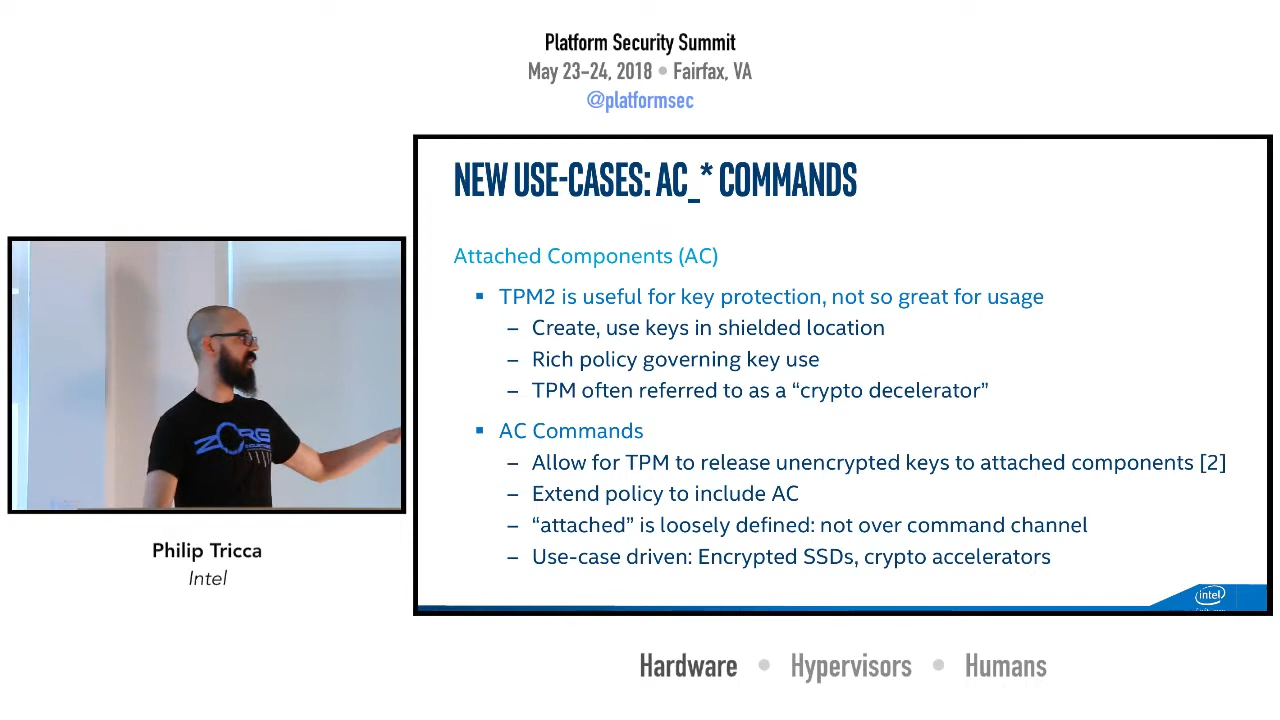 Platform Security Summit
May 23-24, 2018 • Fairfax, VA
@platformsec
NEW USE-CASES: AC_* COMMANDS
Attached Components (AC)
▪ TPM2 is useful for key protection, not so great for usage
– Create, use keys in shielded location
– Rich policy governing key use
– TPM often referred to as a “crypto decelerator”
▪ AC Commands
– Allow for TPM to release unencrypted keys to attached components [2]
– Extend policy to include AC
– “attached” is loosely defined: not over command channel
– Use-case driven: Encrypted SSDs, crypto accelerators
intel
ZORG
Philip Tricca
Intel
Hardware • Hypervisors • Humans